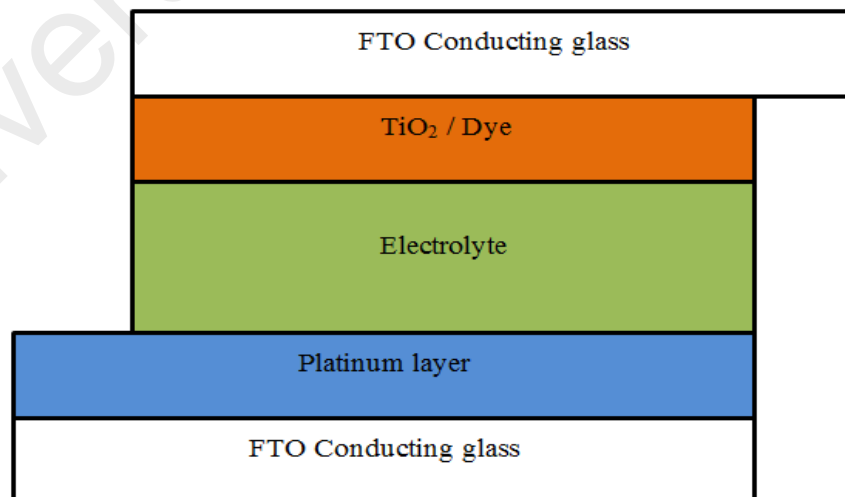 FTO Conducting glass
TiO₂ / Dye
Electrolyte
Platinum layer
FTO Conducting glass